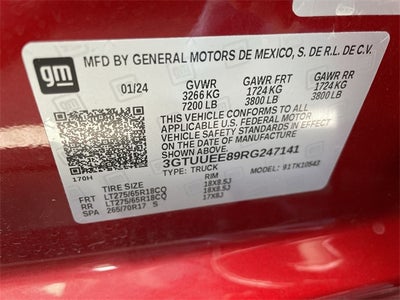 gm
MFD BY GENERAL MOTORS DE MEXICO, S. DE R.L. DE C.V.
01/24 GVWR GAWR FRT GAWR RR
3266 KG 1724 KG 1724 KG
7200 LB 3800 LB 3800 LB
THIS VEHICLE CONFORMS TO ALL
APPLICABLE U.S. FEDERAL MOTOR
VEHICLE SAFETY STANDARDS
IN EFFECT ON THE
DATE OF MANUFACTURE
SHOWN ABOVE.
3GTUUEE89RG247141
170H TYPE: TRUCK MODEL: 91TK10543
TIRE SIZE RIM
FRT LT275/65R18CQ 18X8.5J
RR LT275/65R18CQ 18X8.5J
SPA 265/70R17 S 17X8J